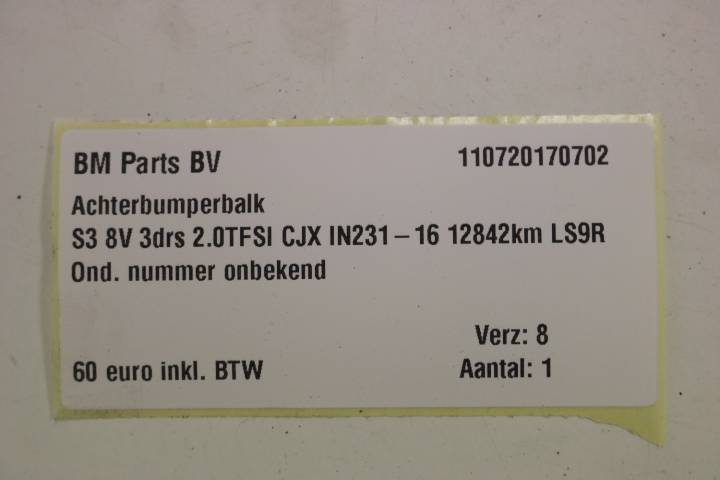 BM Parts BV 110720170702
Achterbumperbalk
S3 8V 3drs 2.0TFSI CJX IN231–16 12842km LS9R
Ond. nummer onbekend
Verz: 8
60 euro inkl. BTW Aantal: 1